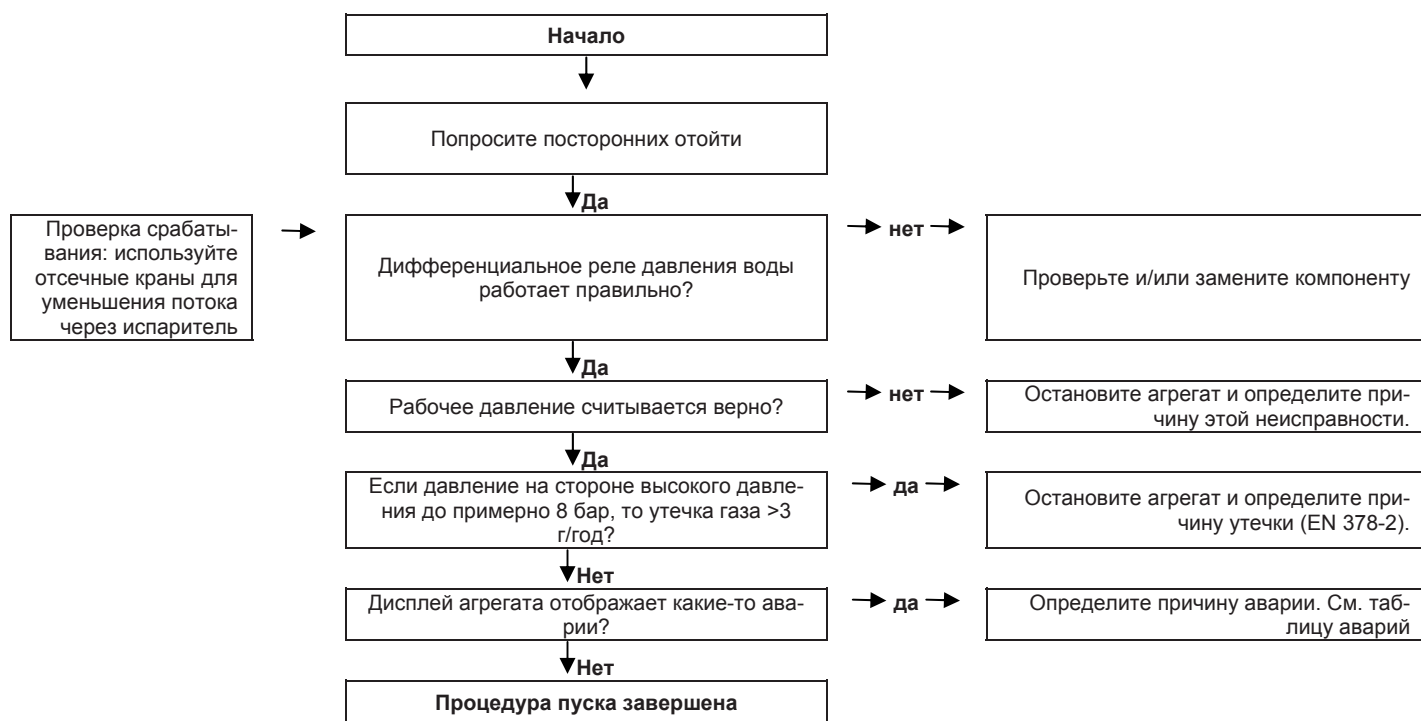 Начало
Попросите посторонних отойти
Да
Проверка срабаты-
вания: используйте
отсечные краны для
уменьшения потока
через испаритель
Дифференциальное реле давления воды
работает правильно?
нет
Проверьте и/или замените компоненту
Да
Рабочее давление считывается верно?
нет
Остановите агрегат и определите при-
чину этой неисправности.
Да
Если давление на стороне высокого давле-
ния до примерно 8 бар, то утечка газа >3
г/год?
да
Остановите агрегат и определите при-
чину утечки (EN 378-2).
Нет
Дисплей агрегата отображает какие-то ава-
рии?
да
Определите причину аварии. См. таб-
лицу аварий
Нет
Процедура пуска завершена